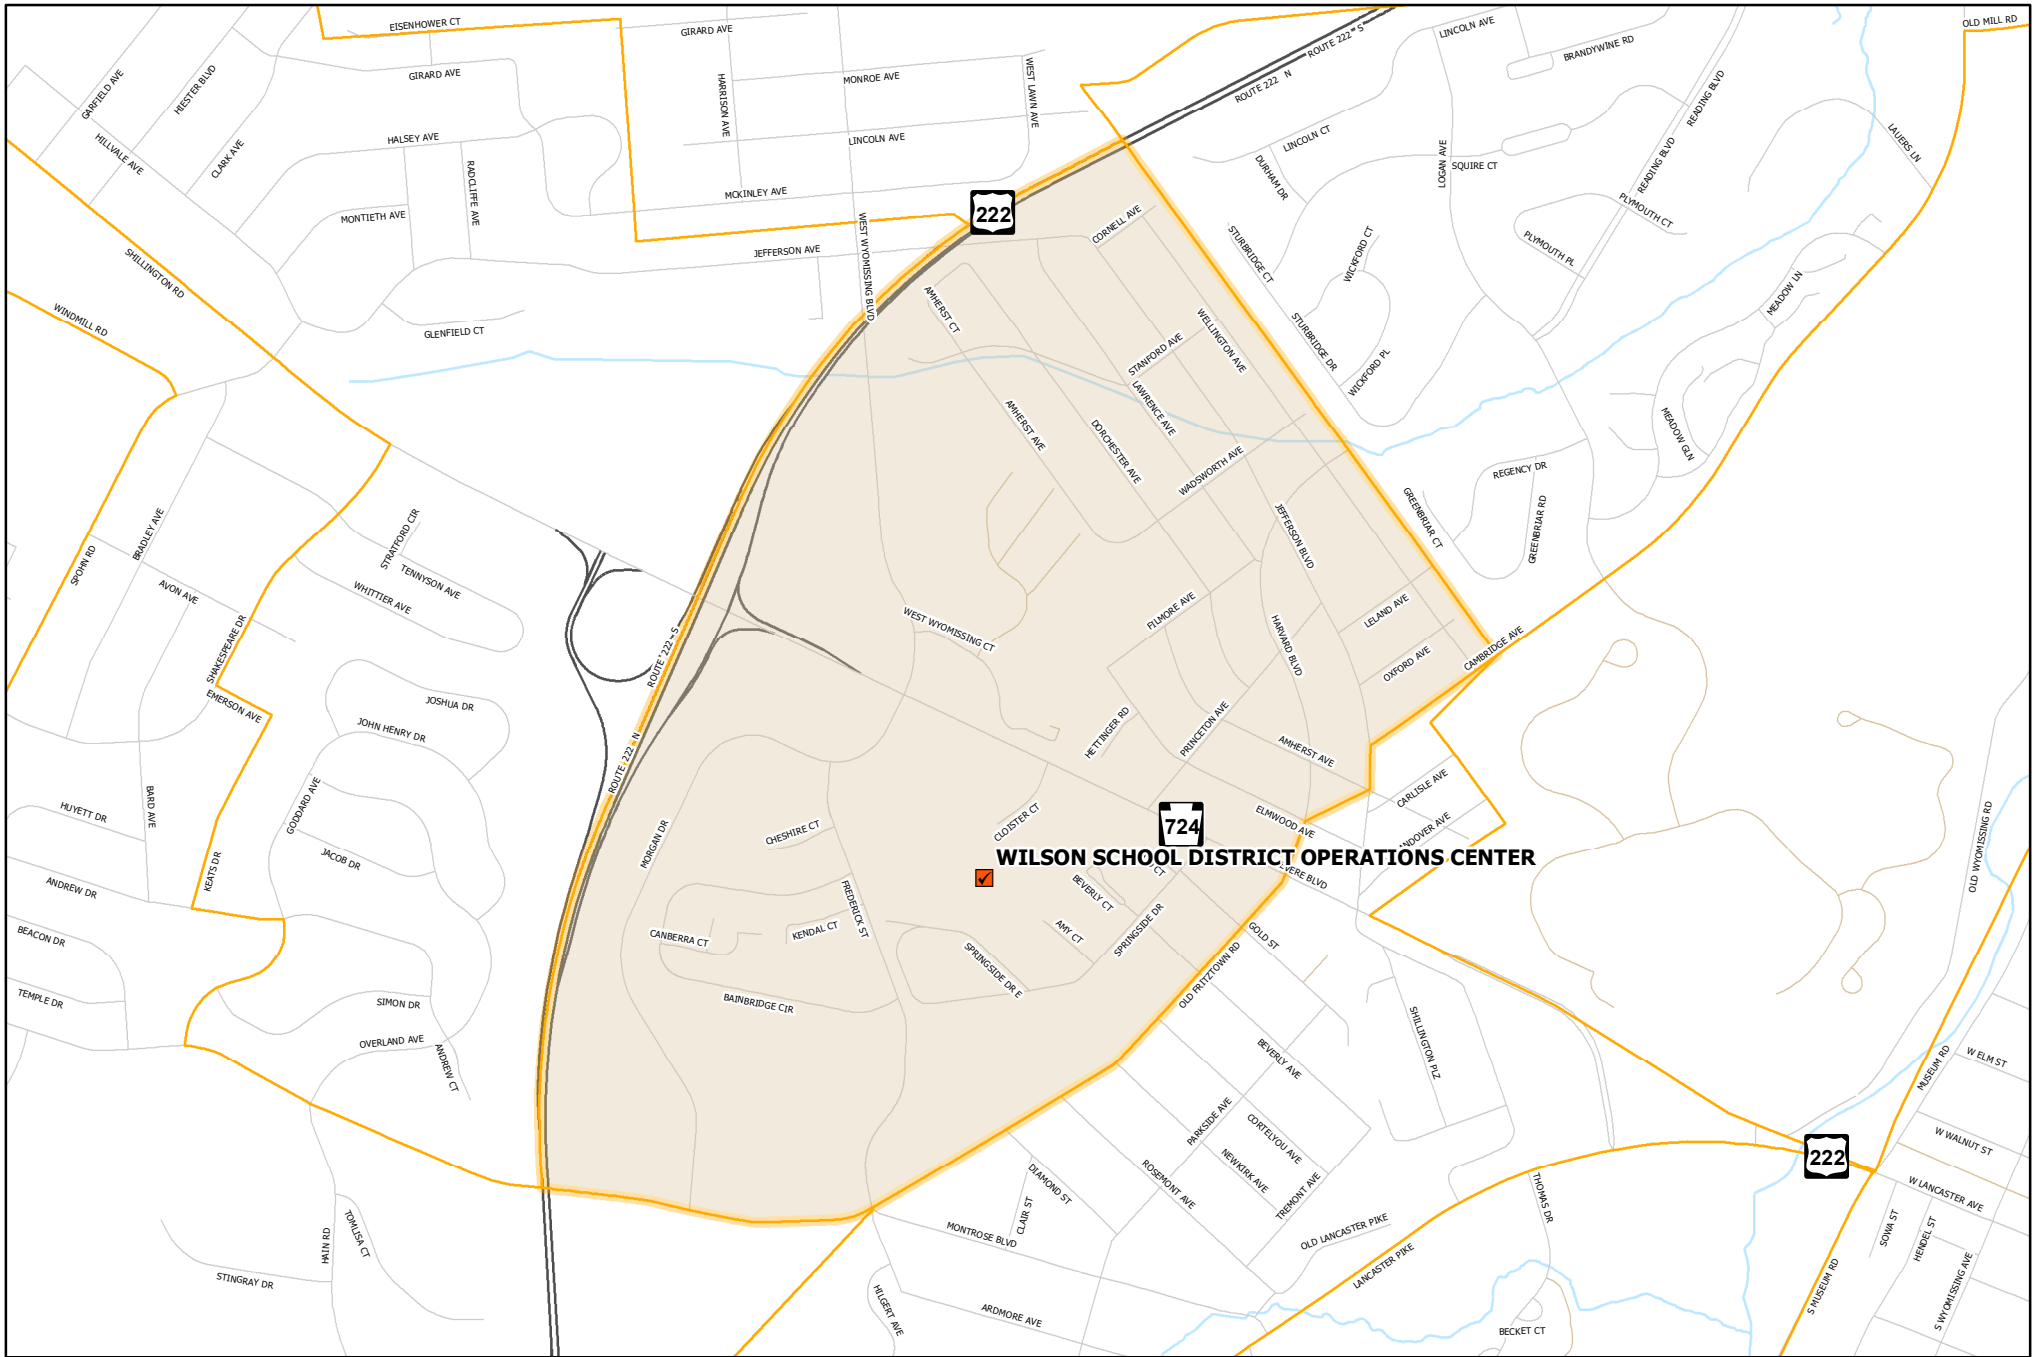 EISENHOWER CT
GIRARD AVE
ROUTE 222 S
LINCOLN AVE
OLD MILL RD
BRANDYWINE RD
GARFIELD AVE
HIESTER BLVD
GIRARD AVE
HARRISON AVE
MONROE AVE
WEST LAWN AVE
ROUTE 222 N
READING BLVD
HILLVALE AVE
CLARK AVE
HALSEY AVE
LINCOLN AVE
LINCOLN CT
LAUERS LN
RADCLIFFE AVE
DURHAM DR
LOGAN AVE
SQUIRE CT
READING BLVD
MCKINLEY AVE
MONTIETH AVE
222
CORNELL AVE
PLYMOUTH CT
WEST WYOMISSING BLVD
JEFFERSON AVE
STURBRIDGE CT
WICKFORD CT
PLYMOUTH PL
SHILLINGTON RD
MEADOW LN
WINDMILL RD
GLENFIELD CT
AMHERST CT
WELLINGTON AVE
STURBRIDGE DR
STANFORD AVE
WICKFORD PL
LAWRENCE AVE
AMHERST AVE
DORCHESTER AVE
MEADOW GLN
WADSWORTH AVE
REGENCY DR
GREENBRIAR CT
GREENBRIAR RD
BRADLEY AVE
STRATFORD CIR
JEFFERSON BLVD
SPOHN RD
TENNYSON AVE
AVON AVE
WHITTIER AVE
FILMORE AVE
LELAND AVE
SHAKESPEARE DR
WEST WYOMISSING CT
HARVARD BLVD
CAMBRIDGE AVE
ROUTE 222 S
OXFORD AVE
EMERSON AVE
JOSHUA DR
JOHN HENRY DR
HETTINGER RD
PRINCETON AVE
AMHERST AVE
ROUTE 222 N
CARLISLE AVE
BARD AVE
HUYETT DR
GODDARD AVE
CLOISTER CT
724
ELMWOOD AVE
CHESHIRE CT
MORGAN DR
OLD WYOMISSING RD
JACOB DR
WILSON SCHOOL DISTRICT OPERATIONS CENTER
KEATS DR
ANDREW DR
BEVERLY CT
FREDERICK ST
BEACON DR
CANBERRA CT
KENDAL CT
AMY CT
SPRINGSIDE DR
GOLD ST
SPRINGSIDE DR E
OLD FRITZTOWN RD
TEMPLE DR
SIMON DR
BAINBRIDGE CIR
OVERLAND AVE
SHILLINGTON PLZ
ANDREW CT
BEVERLY AVE
W ELM ST
MUSEUM RD
PARKSIDE AVE
CORTELYOU AVE
W WALNUT ST
222
NEWKIRK AVE
ROSEMONT AVE
DIAMOND ST
TREMONT AVE
THOMAS DR
W LANCASTER AVE
CLAIR ST
TOMLISA CT
HAIN RD
MONTROSE BLVD
OLD LANCASTER PIKE
SOWA ST
HENDEL ST
LANCASTER PIKE
STINGRAY DR
HILGERT AVE
ARDMORE AVE
S MUSEUM RD
S WYOMISSING AVE
BECKET CT